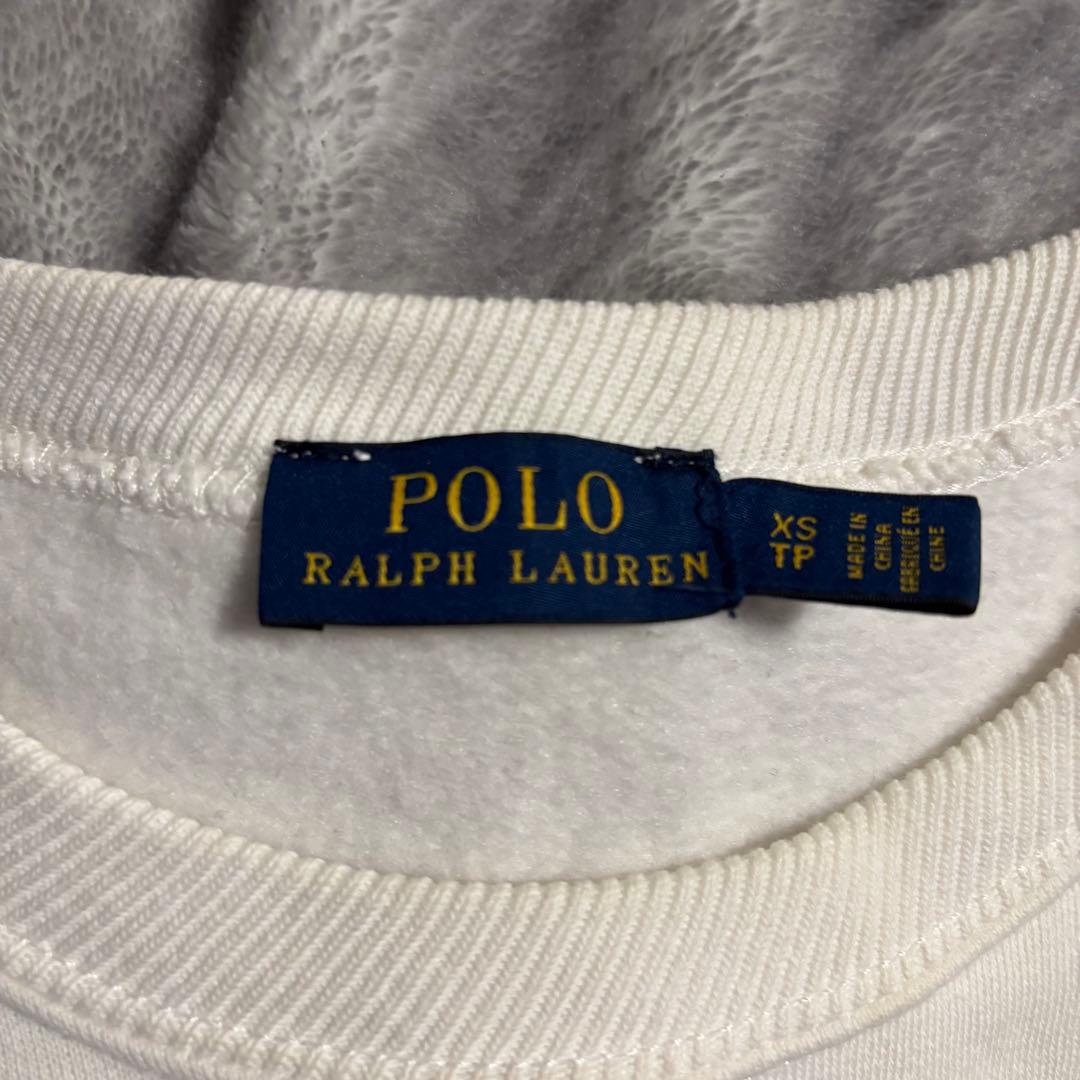 POLO
RALPH LAUREN
XS
TP
MADE IN
CHINA
FABRIQUÉ EN
CHINE